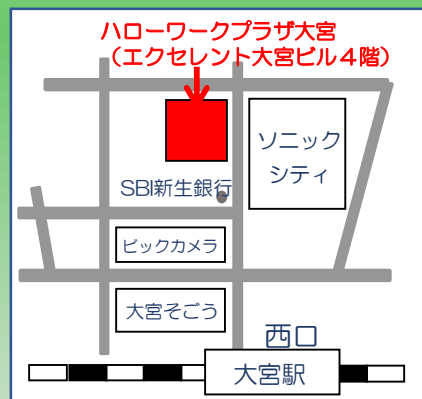 ハローワークプラザ大宮
（エクセレント大宮ビル４階）
ソニック
シティ
SBI新生銀行
ビックカメラ
大宮そごう
西口
大宮駅